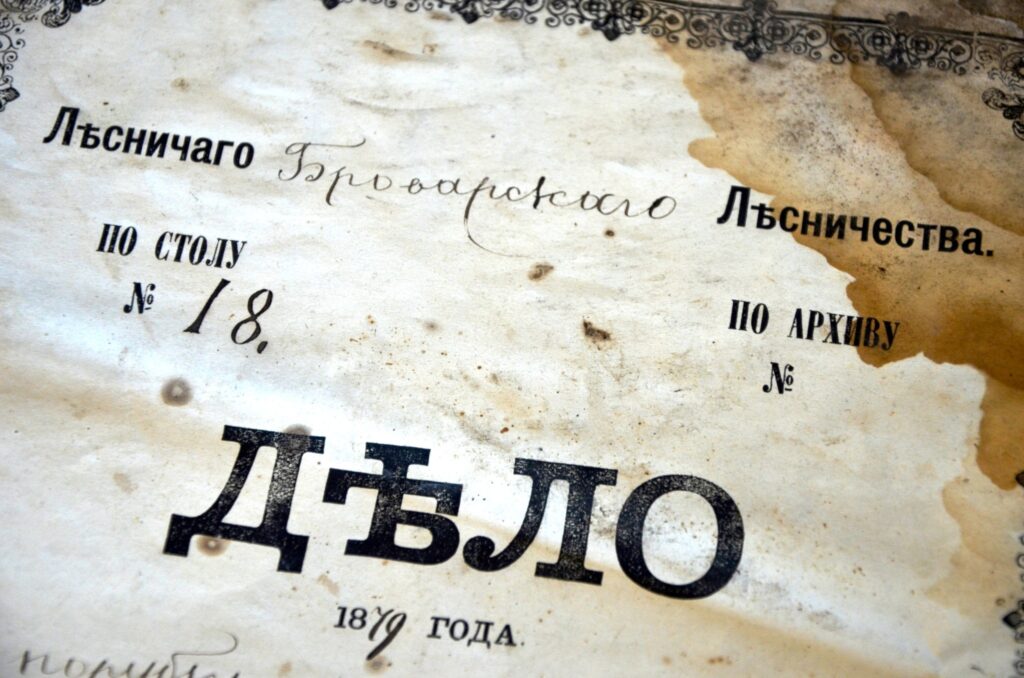 Лѣсничаго Броварскаго Лѣсничества.
ПО СТОЛУ
№ 18.
ПО АРХИВУ
№
ДѢЛО
1879 ГОДА.